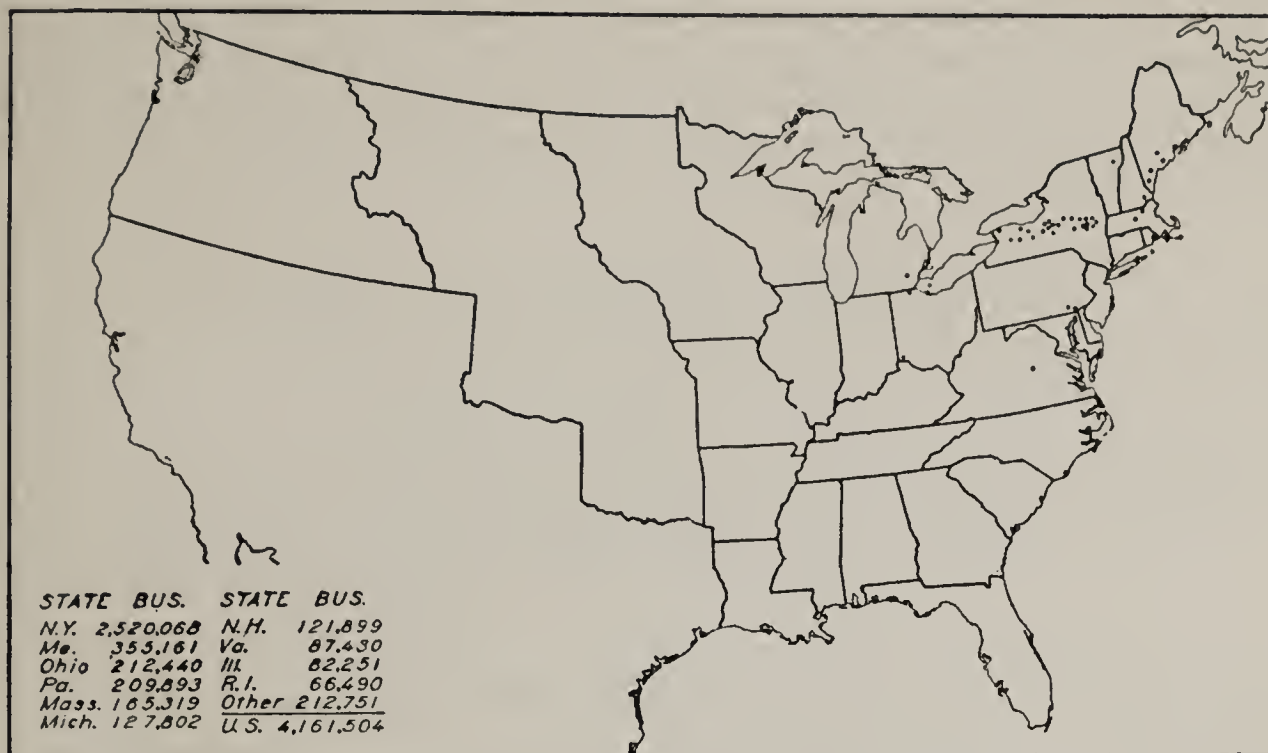 STATE BUS. STATE BUS.
N.Y. 2,520,068 N.H. 121,899
Me. 355,161 Va. 87,430
Ohio 212,440 Ill. 82,251
Pa. 209,893 R.I. 66,490
Mass. 165,319 Other 212,751
Mich. 127,802 U.S. 4,161,504